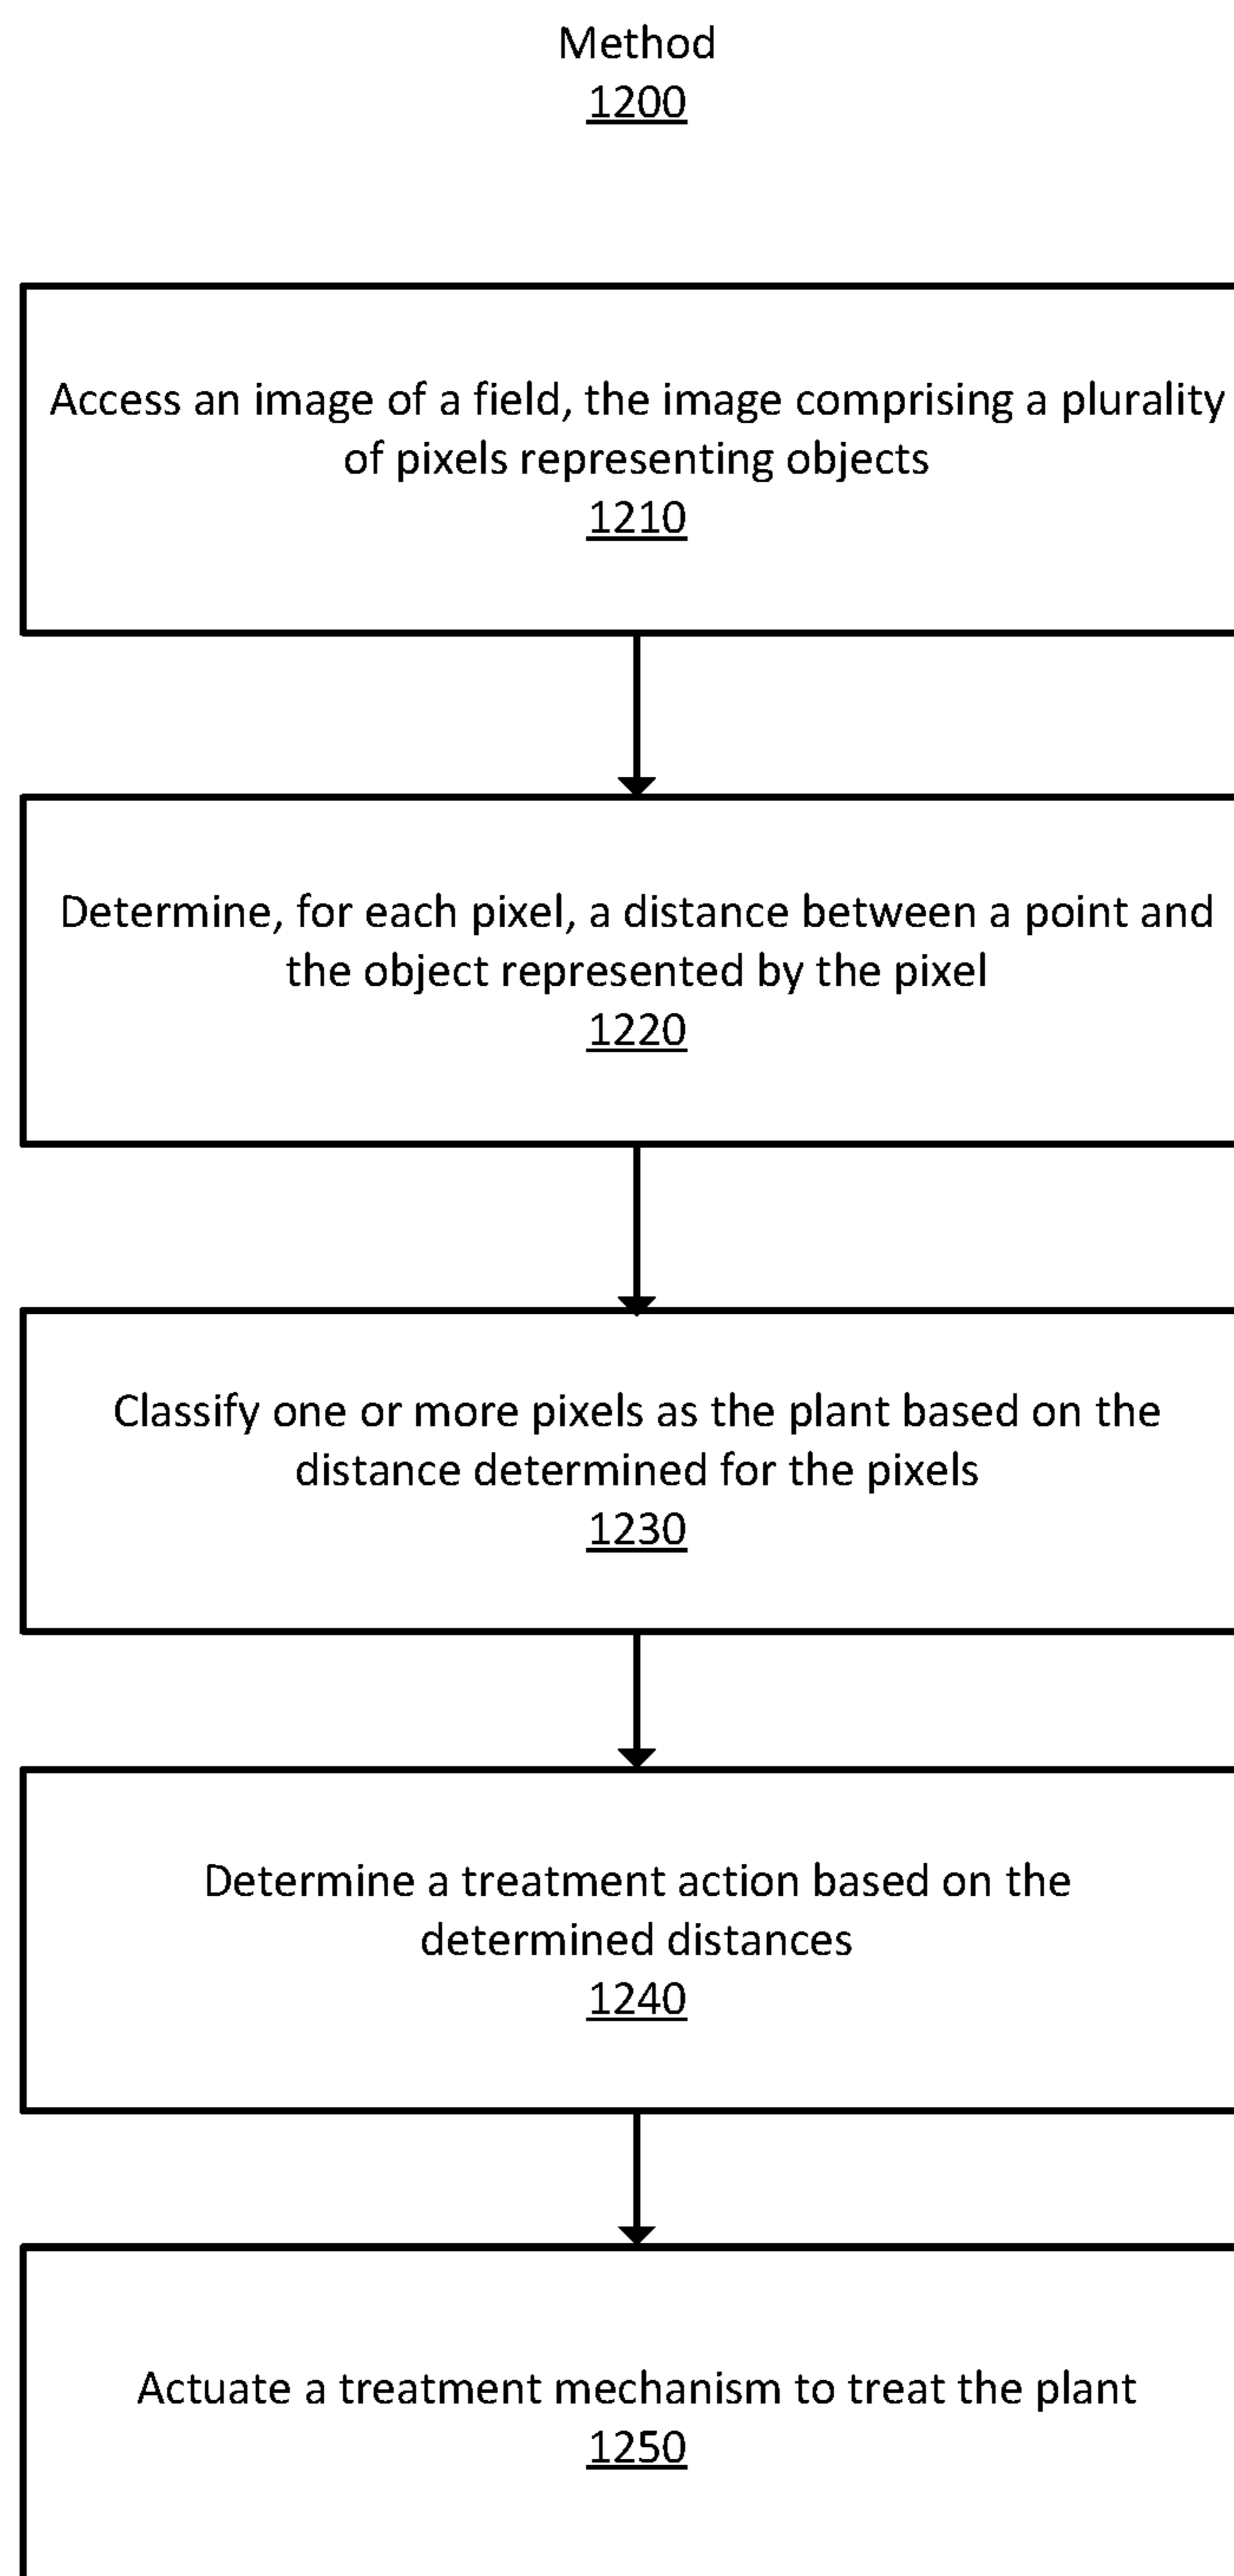 Method
1200
Access an image of a field, the image comprising a plurality
of pixels representing objects
1210
Determine, for each pixel, a distance between a point and
the object represented by the pixel
1220
Classify one or more pixels as the plant based on the
distance determined for the pixels
1230
Determine a treatment action based on the
determined distances
1240
Actuate a treatment mechanism to treat the plant
1250